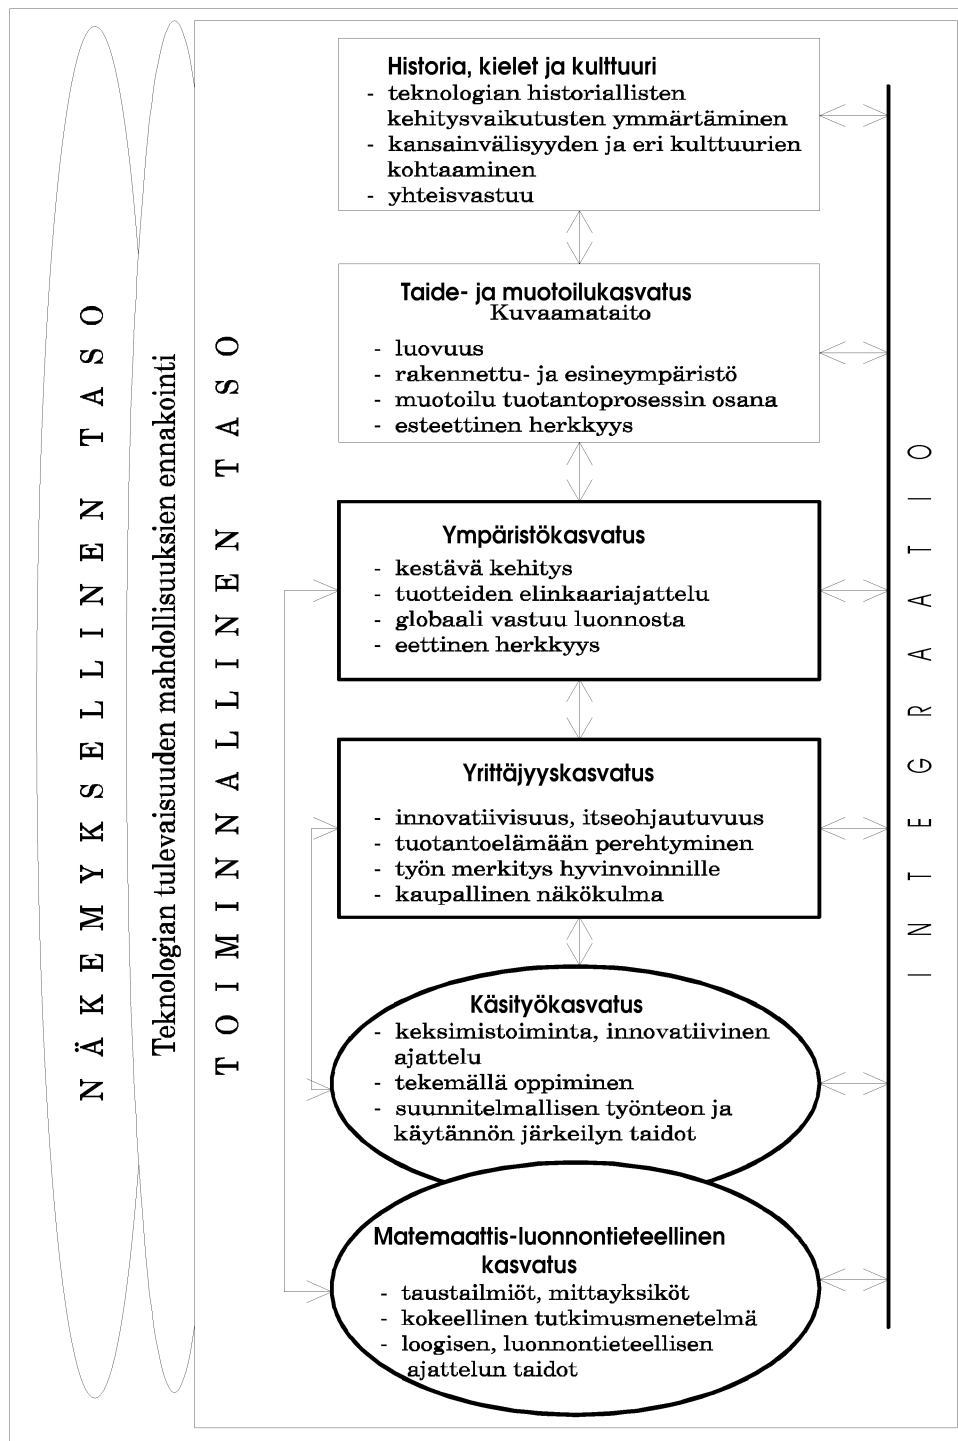 NÄKEMYKSELLINEN TASO
Teknologian tulevaisuuden mahdollisuuksien ennakointi
TOIMINNALLINEN TASO
Historia, kielet ja kulttuuri
- teknologian historiallisten
kehitysvaikutusten ymmärtäminen
- kansainvälisyyden ja eri kulttuurien
kohtaaminen
- yhteisvastuu
Taide- ja muotoilukasvatus
Kuvaamataito
- luovuus
- rakennettu- ja esineympäristö
- muotoilu tuotantoprosessin osana
- esteettinen herkkyys
Ympäristökasvatus
- kestävä kehitys
- tuotteiden elinkaariajattelu
- globaali vastuu luonnosta
- eettinen herkkyys
Yrittäjyyskasvatus
- innovatiivisuus, itseohjautuvuus
- tuotantoelämään perehtyminen
- työn merkitys hyvinvoinnille
- kaupallinen näkökulma
Käsityökasvatus
- keksimistoiminta, innovatiivinen
ajattelu
- tekemällä oppiminen
- suunnitelmallisen työnteon ja
käytännön järkeilyn taidot
Matemaattis-luonnontieteellinen
kasvatus
- taustailmiöt, mittayksiköt
- kokeellinen tutkimusmenetelmä
- loogisen, luonnontieteellisen
ajattelun taidot
INTEGRAATIO